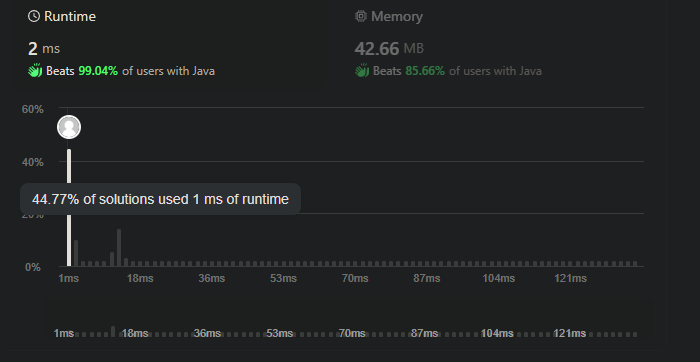 Runtime
Memory
2 ms
42.66 MB
Beats 99.04% of users with Java
Beats 85.66% of users with Java
60%
40%
44.77% of solutions used 1 ms of runtime
20%
0%
1ms 18ms 36ms 53ms 70ms 87ms 104ms 121ms
1ms 18ms 36ms 53ms 70ms 87ms 104ms 121ms